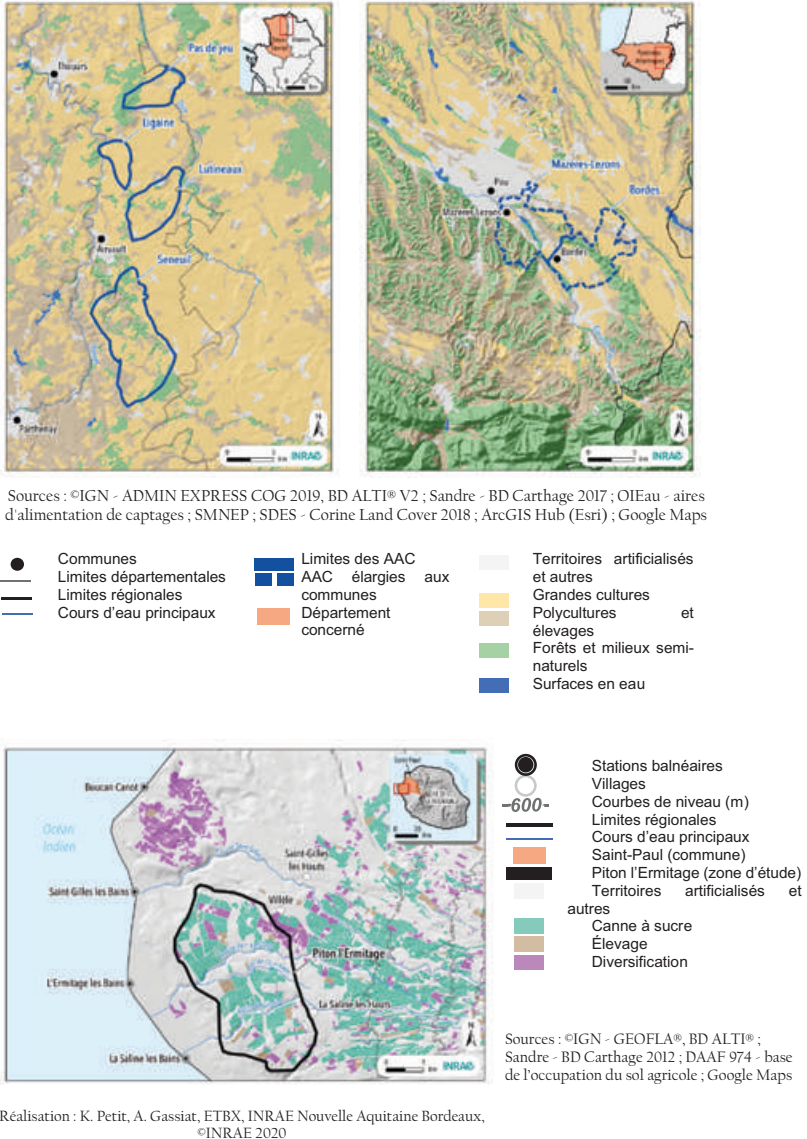 Pas de jeu
Thouars
Ligaine
Lutineaux
Airvault
Seneuil
Parthenay
N
INRAE
Mazères-Lezons
Pau
Bordes
Mazères-Lezons
Bordes
N
INRAE
Sources : ©IGN - ADMIN EXPRESS COG 2019, BD ALTI® V2 ; Sandre - BD Carthage 2017 ; OIEau - aires
d'alimentation de captages ; SMNEP ; SDES - Corine Land Cover 2018 ; ArcGIS Hub (Esri) ; Google Maps
Communes
Limites départementales
Limites régionales
Cours d'eau principaux
Limites des AAC
AAC élargies aux
communes
Département
concerné
Territoires artificialisés
et autres
Grandes cultures
Polycultures et
élevages
Forêts et milieux semi-
naturels
Surfaces en eau
Boucan Canot
Océan
Indien
Saint-Gilles
les Hauts
Saint Gilles les Bains
Villèle
Piton l'Ermitage
L'Ermitage les Bains
La Saline les Hauts
La Saline les Bains
N
INRAE
Stations balnéaires
Villages
-600- Courbes de niveau (m)
Limites régionales
Cours d'eau principaux
Saint-Paul (commune)
Piton l'Ermitage (zone d'étude)
Territoires artificialisés et
autres
Canne à sucre
Élevage
Diversification
Sources : ©IGN - GEOFLA®, BD ALTI® ;
Sandre - BD Carthage 2012 ; DAAF 974 - base
de l'occupation du sol agricole ; Google Maps
Réalisation : K. Petit, A. Gassiat, ETBX, INRAE Nouvelle Aquitaine Bordeaux,
©INRAE 2020